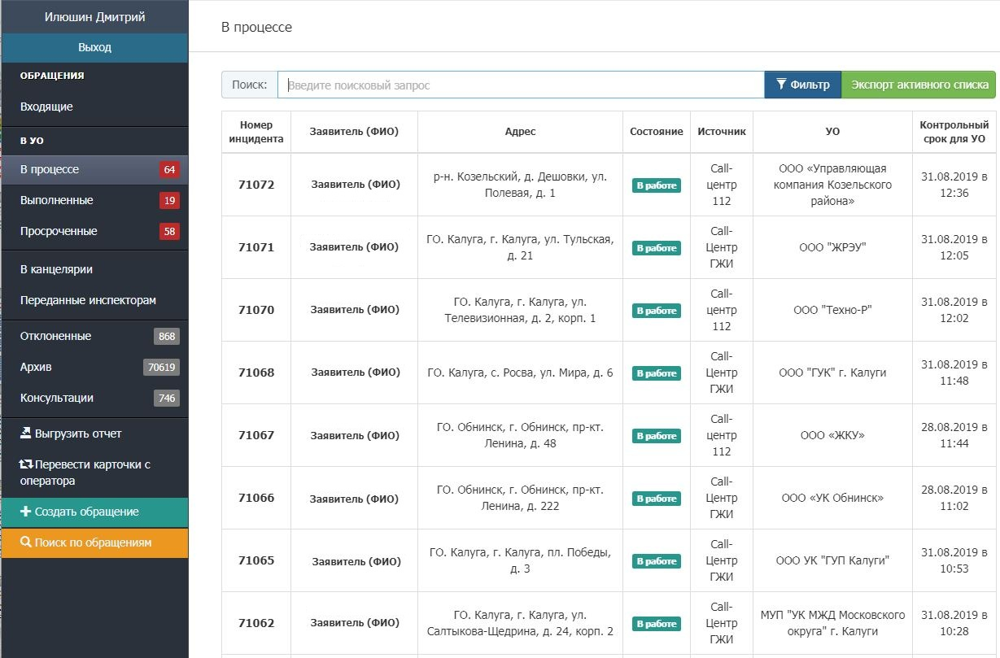 Илюшин Дмитрий
Выход
ОБРАЩЕНИЯ
Входящие
В УО
В процессе 64
Выполненные 19
Просроченные 58
В канцелярии
Переданные инспекторам
Отклоненные 868
Архив 70619
Консультации 746
Выгрузить отчет
Перевести карточки с
оператора
Создать обращение
Поиск по обращениям
В процессе
Поиск: Введите поисковый запрос Фильтр Экспорт активного списка
Номер
инцидента
Заявитель (ФИО)
Адрес
Состояние
Источник
УО
Контрольный
срок для УО
71072
Заявитель (ФИО)
р-н. Козельский, д. Дешовки, ул.
Полевая, д. 1
В работе
Call-
центр
112
ООО «Управляющая
компания Козельского
района»
31.08.2019 в
12:36
71071
Заявитель (ФИО)
ГО. Калуга, г. Калуга, ул. Тульская,
д. 21
В работе
Call-
Центр
ГЖИ
ООО "ЖРЭУ"
31.08.2019 в
12:05
71070
Заявитель (ФИО)
ГО. Калуга, г. Калуга, ул.
Телевизионная, д. 2, корп. 1
В работе
Call-
центр
112
ООО "Техно-Р"
31.08.2019 в
12:02
71068
Заявитель (ФИО)
ГО. Калуга, с. Росва, ул. Мира, д. 6
В работе
Call-
Центр
ГЖИ
ООО "ГУК" г. Калуги
31.08.2019 в
11:48
71067
Заявитель (ФИО)
ГО. Обнинск, г. Обнинск, пр-кт.
Ленина, д. 48
В работе
Call-
центр
112
ООО «ЖКУ»
28.08.2019 в
11:44
71066
Заявитель (ФИО)
ГО. Обнинск, г. Обнинск, пр-кт.
Ленина, д. 222
В работе
Call-
Центр
ГЖИ
ООО «УК Обнинск»
28.08.2019 в
11:02
71065
Заявитель (ФИО)
ГО. Калуга, г. Калуга, пл. Победы,
д. 3
В работе
Call-
Центр
ГЖИ
ООО УК "ГУП Калуги"
31.08.2019 в
10:53
71062
Заявитель (ФИО)
ГО. Калуга, г. Калуга, ул.
Салтыкова-Щедрина, д. 24, корп. 2
В работе
Call-
Центр
ГЖИ
МУП "УК МЖД Московского
округа" г. Калуги
31.08.2019 в
10:28